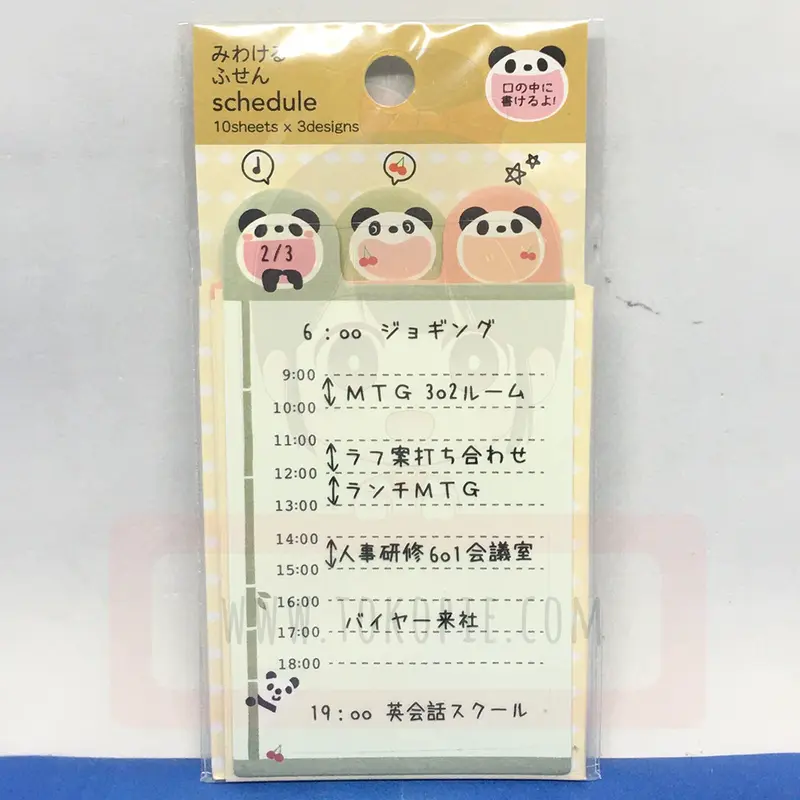 みわける
ふせん
schedule
10sheets x 3designs
口の中に
書けるよ!
2/3
6:00 ジョギング
9:00
MTG 302ルーム
10:00
11:00
ラフ案打ち合わせ
12:00
ランチMTG
13:00
14:00
人事研修601会議室
15:00
16:00
バイヤー来社
17:00
18:00
19:00 英会話スクール
WWW.TOKOPIE.COM